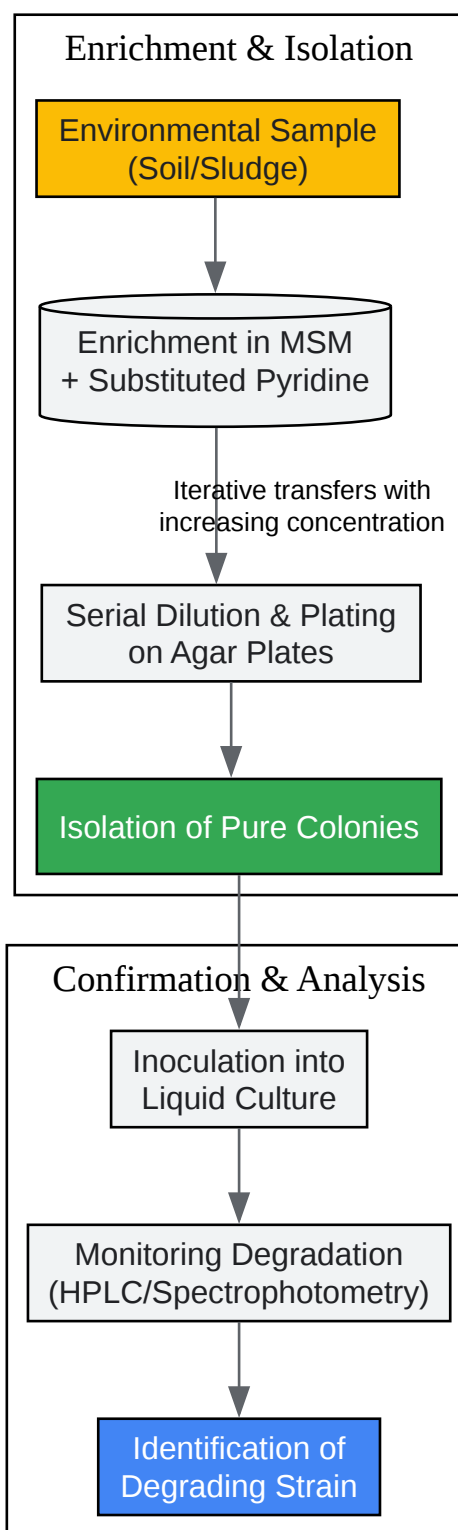 Enrichment & Isolation
Environmental Sample
(Soil/Sludge)
Enrichment in MSM
+ Substituted Pyridine
Iterative transfers with
increasing concentration
Serial Dilution & Plating
on Agar Plates
Isolation of Pure Colonies
Confirmation & Analysis
Inoculation into
Liquid Culture
Monitoring Degradation
(HPLC/Spectrophotometry)
Identification of
Degrading Strain